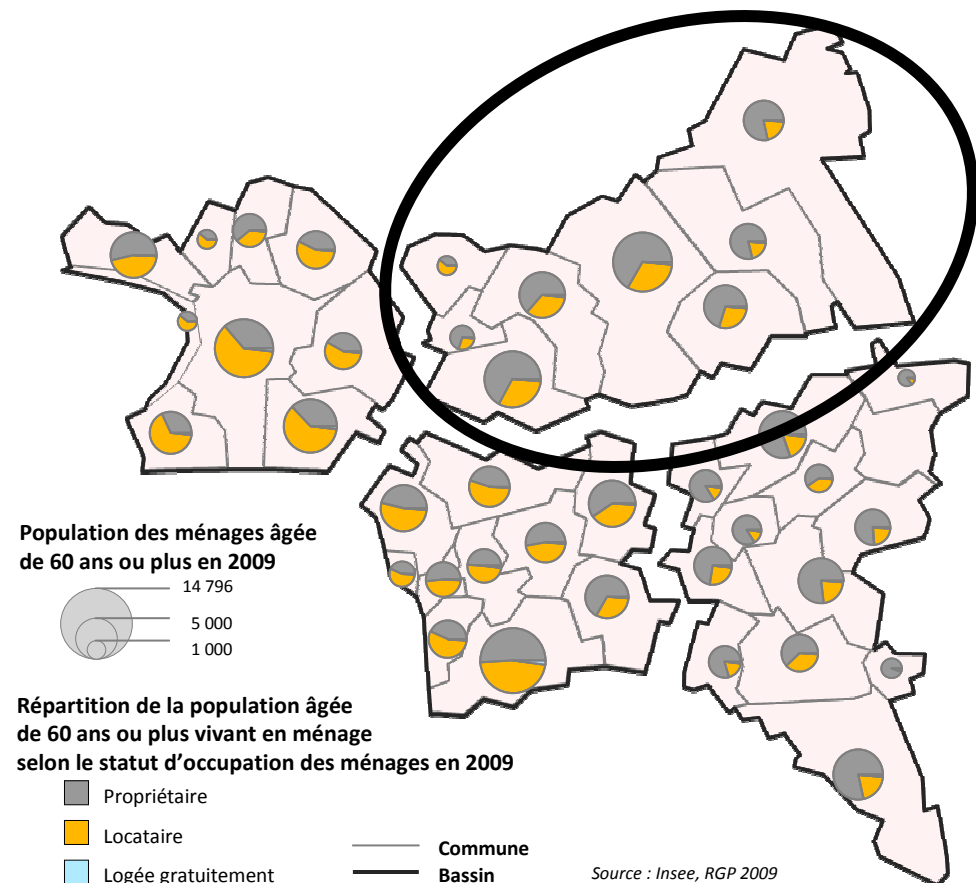 Population des ménages âgée
de 60 ans ou plus en 2009
14 796
5 000
1 000
Répartition de la population âgée
de 60 ans ou plus vivant en ménage
selon le statut d’occupation des ménages en 2009
Propriétaire
Locataire
Logée gratuitement
Commune
Bassin
Source : Insee, RGP 2009